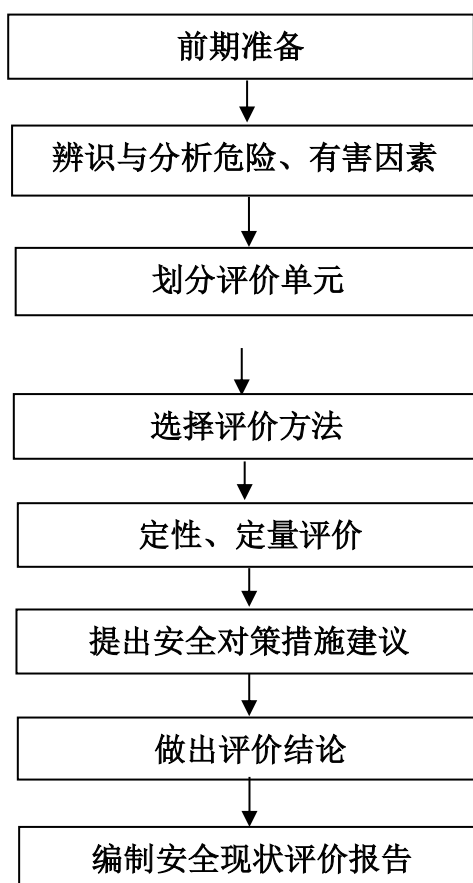 前期准备
辨识与分析危险、有害因素
划分评价单元
选择评价方法
定性、定量评价
提出安全对策措施建议
做出评价结论
编制安全现状评价报告